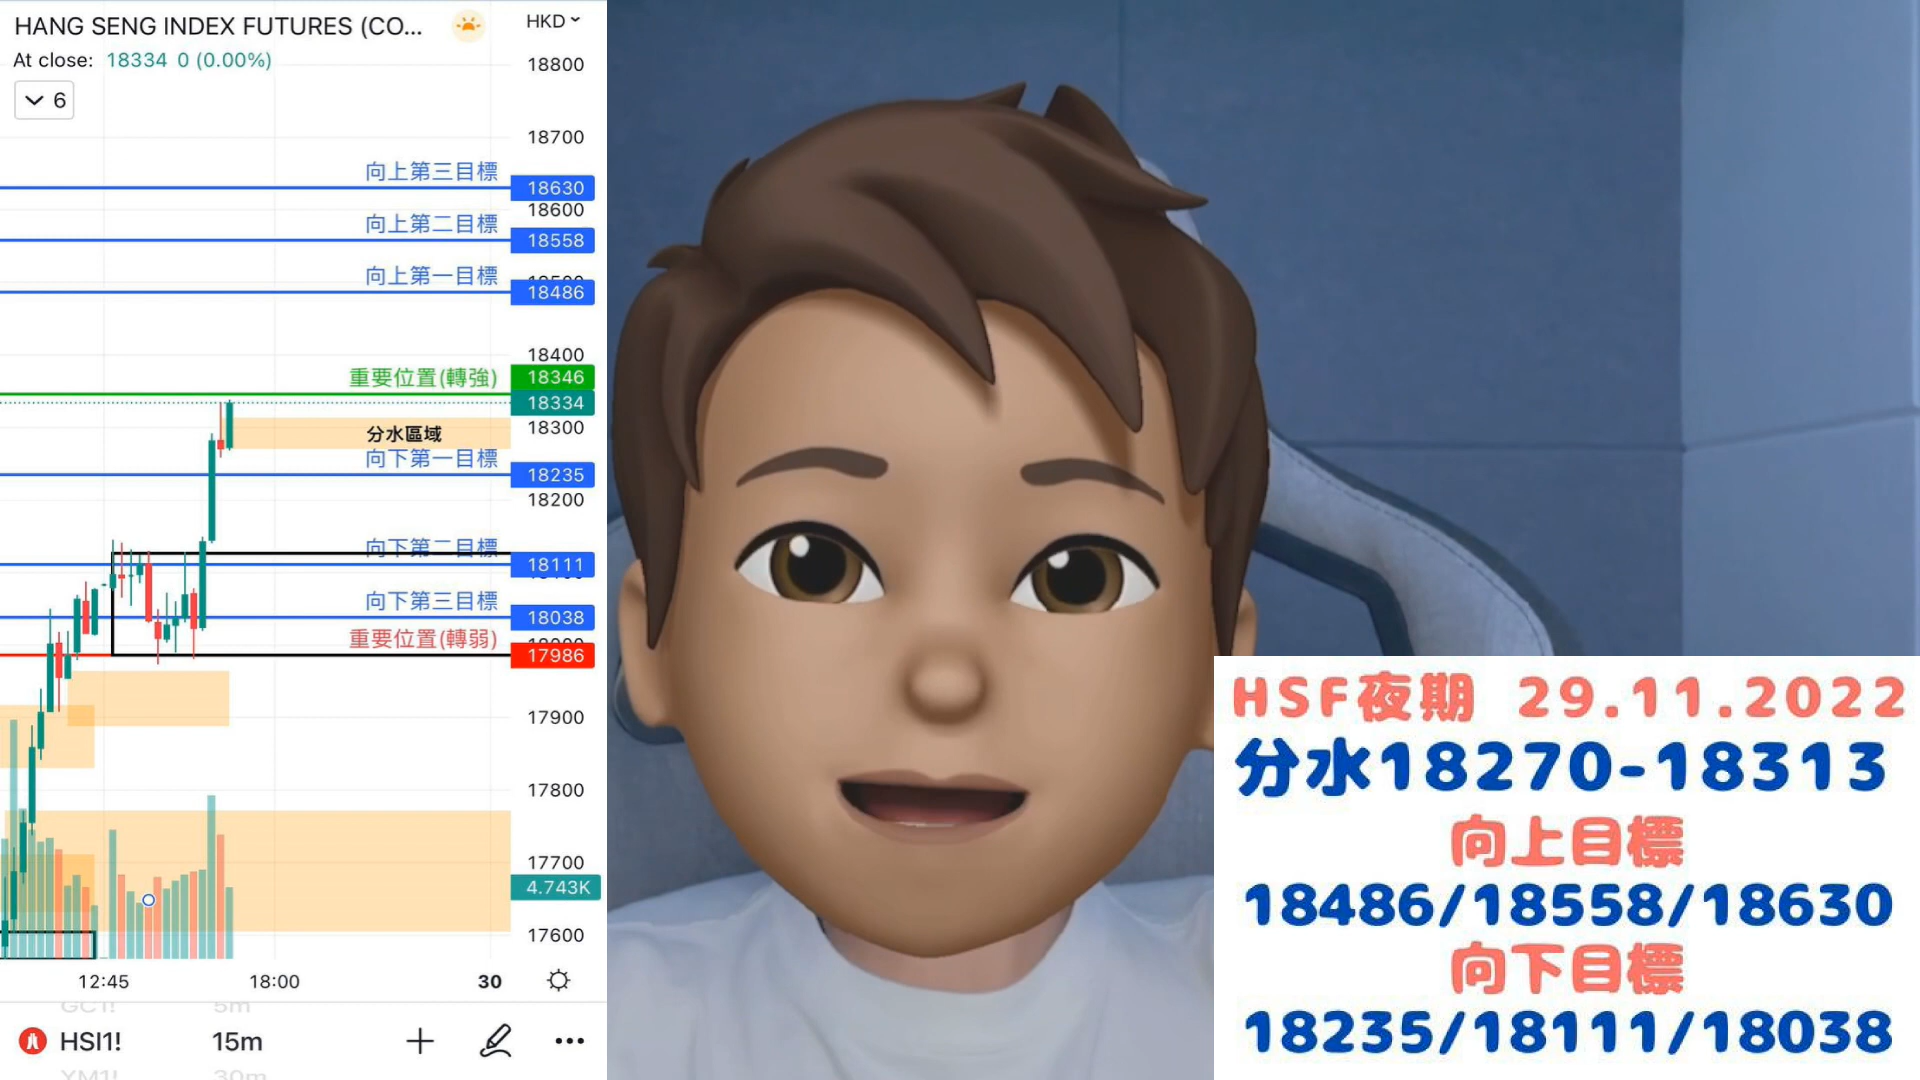 HANG SENG INDEX FUTURES (CO...
HKD
At close: 18334 0 (0.00%)
6
18800
18700
向上第三目標
18630
18600
向上第二目標
18558
向上第一目標
18486
18400
重要位置(轉強)
18346
18334
18300
分水區域
向下第一目標
18235
18200
向下第二目標
18111
向下第三目標
18038
重要位置(轉弱)
17986
17900
17800
17700
4.743K
17600
12:45 18:00 30
GC1! 5m
HSI1! 15m
YM1! 30m
HSF夜期 29.11.2022
分水18270-18313
向上目標
18486/18558/18630
向下目標
18235/18111/18038